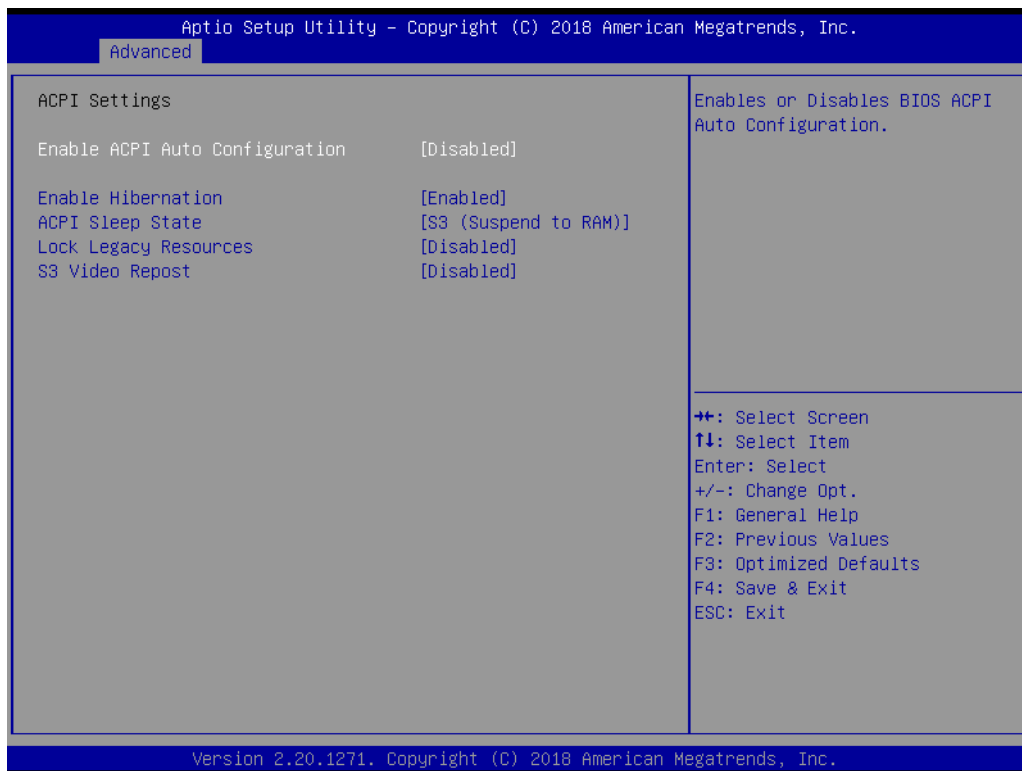 Aptio Setup Utility – Copyright (C) 2018 American Megatrends, Inc.
Advanced
ACPI Settings
Enable ACPI Auto Configuration [Disabled]
Enable Hibernation [Enabled]
ACPI Sleep State [S3 (Suspend to RAM)]
Lock Legacy Resources [Disabled]
S3 Video Repost [Disabled]
Enables or Disables BIOS ACPI
Auto Configuration.
→←: Select Screen
↑↓: Select Item
Enter: Select
+/-: Change Opt.
F1: General Help
F2: Previous Values
F3: Optimized Defaults
F4: Save & Exit
ESC: Exit
Version 2.20.1271. Copyright (C) 2018 American Megatrends, Inc.